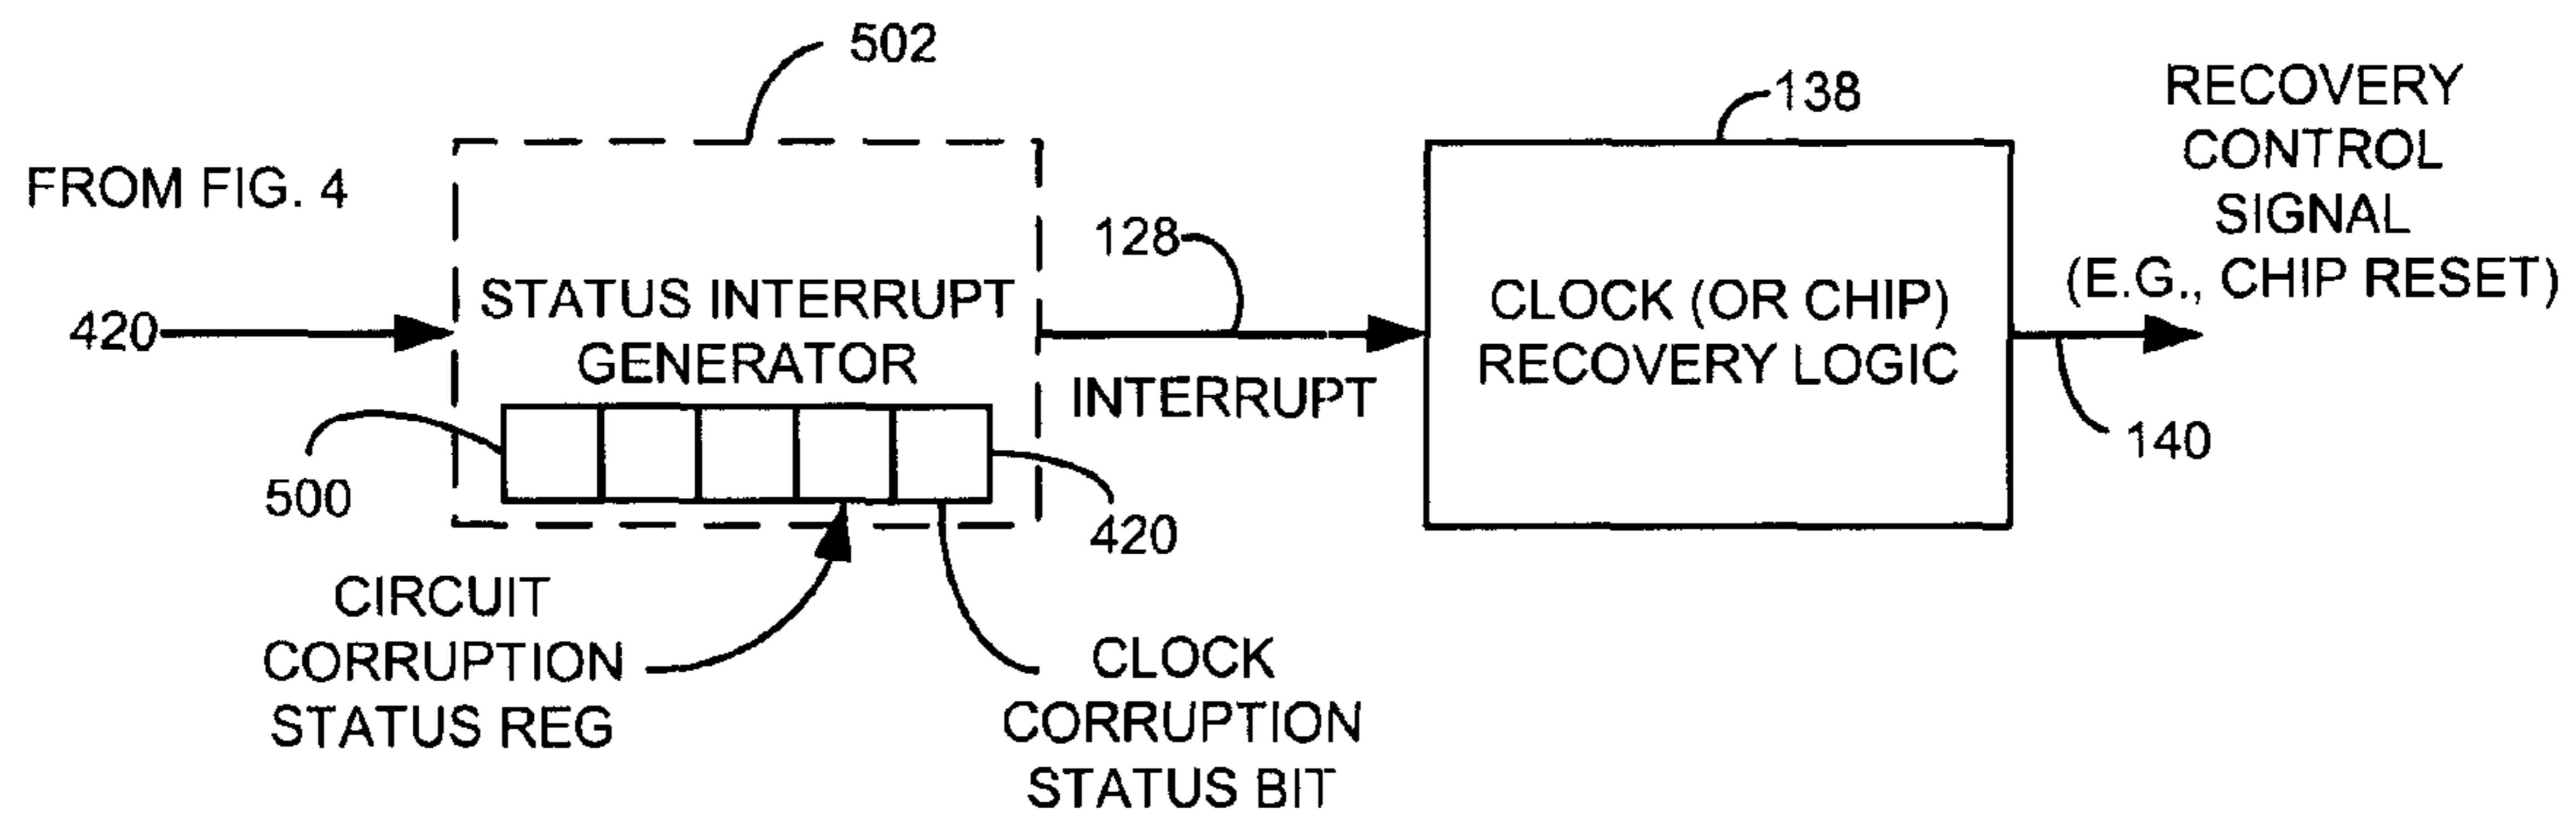 502
138
RECOVERY
CONTROL
SIGNAL
(E.G., CHIP RESET)
FROM FIG. 4
420
STATUS INTERRUPT
GENERATOR
128
INTERRUPT
CLOCK (OR CHIP)
RECOVERY LOGIC
140
500
420
CIRCUIT
CORRUPTION
STATUS REG
CLOCK
CORRUPTION
STATUS BIT